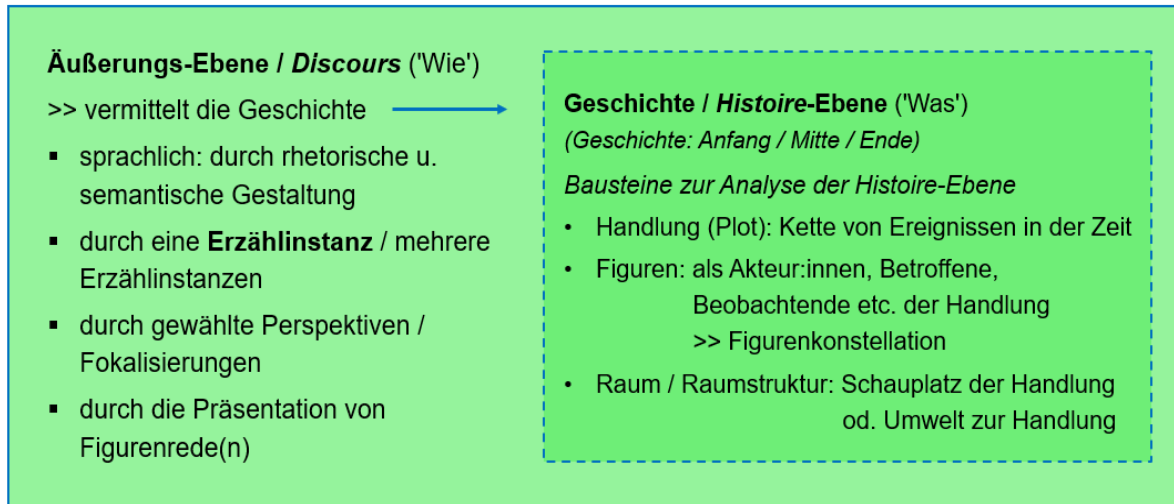 Äußerungs-Ebene / Discours ('Wie')
>> vermittelt die Geschichte
▪ sprachlich: durch rhetorische u.
semantische Gestaltung
▪ durch eine Erzählinstanz / mehrere
Erzählinstanzen
▪ durch gewählte Perspektiven /
Fokalisierungen
▪ durch die Präsentation von
Figurenrede(n)
Geschichte / Histoire-Ebene ('Was')
(Geschichte: Anfang / Mitte / Ende)
Bausteine zur Analyse der Histoire-Ebene
• Handlung (Plot): Kette von Ereignissen in der Zeit
• Figuren: als Akteur:innen, Betroffene,
Beobachtende etc. der Handlung
>> Figurenkonstellation
• Raum / Raumstruktur: Schauplatz der Handlung
od. Umwelt zur Handlung